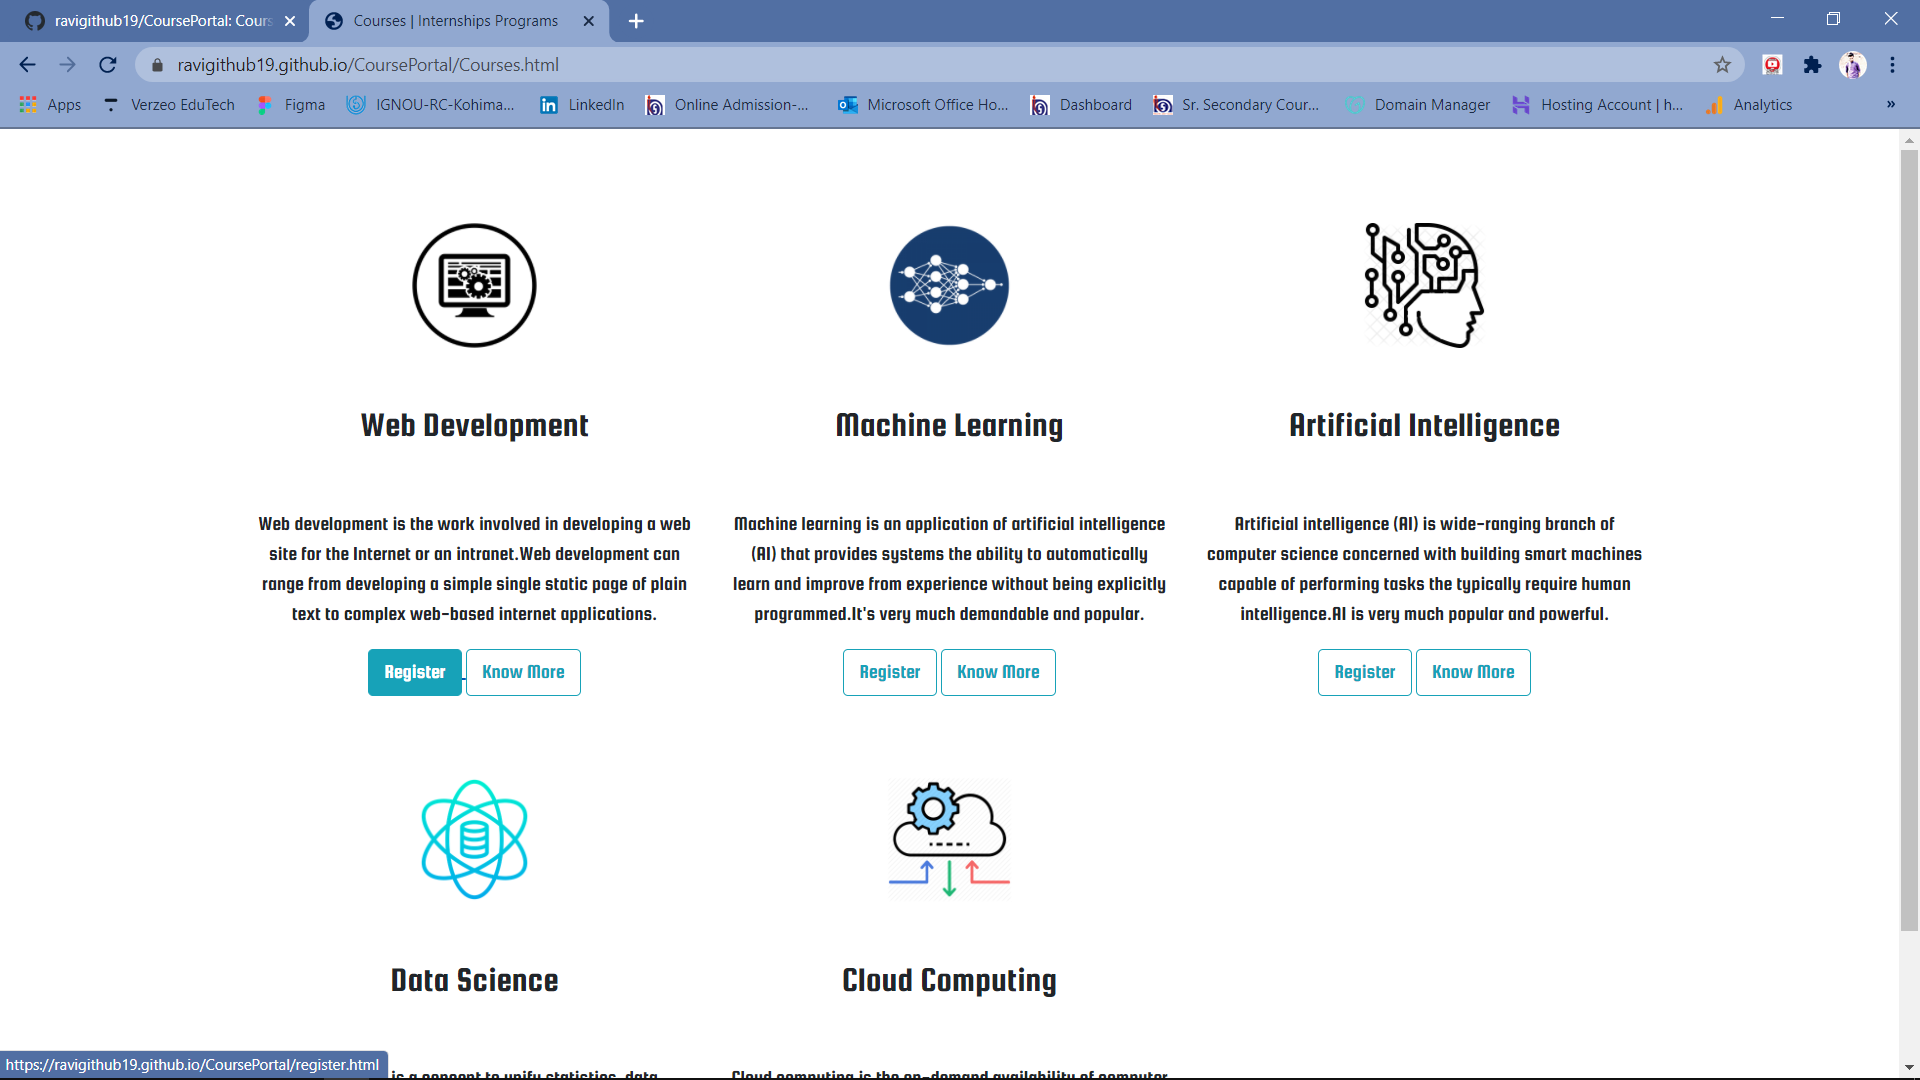 ravigithub19/CoursePortal: Cours
Courses | Internships Programs
ravigithub19.github.io/CoursePortal/Courses.html
Apps
Verzeo EduTech
Figma
IGNOU-RC-Kohima...
LinkedIn
Online Admission-...
Microsoft Office Ho...
Dashboard
Sr. Secondary Cour...
Domain Manager
Hosting Account | h...
Analytics
»
Web Development
Machine Learning
Artificial Intelligence
Web development is the work involved in developing a web
site for the Internet or an intranet.Web development can
range from developing a simple single static page of plain
text to complex web-based internet applications.
Register
Know More
Machine learning is an application of artificial intelligence
(AI) that provides systems the ability to automatically
learn and improve from experience without being explicitly
programmed.It's very much demandable and popular.
Register
Know More
Artificial intelligence (AI) is wide-ranging branch of
computer science concerned with building smart machines
capable of performing tasks the typically require human
intelligence.AI is very much popular and powerful.
Register
Know More
Data Science
Cloud Computing
is a concept to unify statistics, data
Cloud computing is the on-demand availability of computer
https://ravigithub19.github.io/CoursePortal/register.html